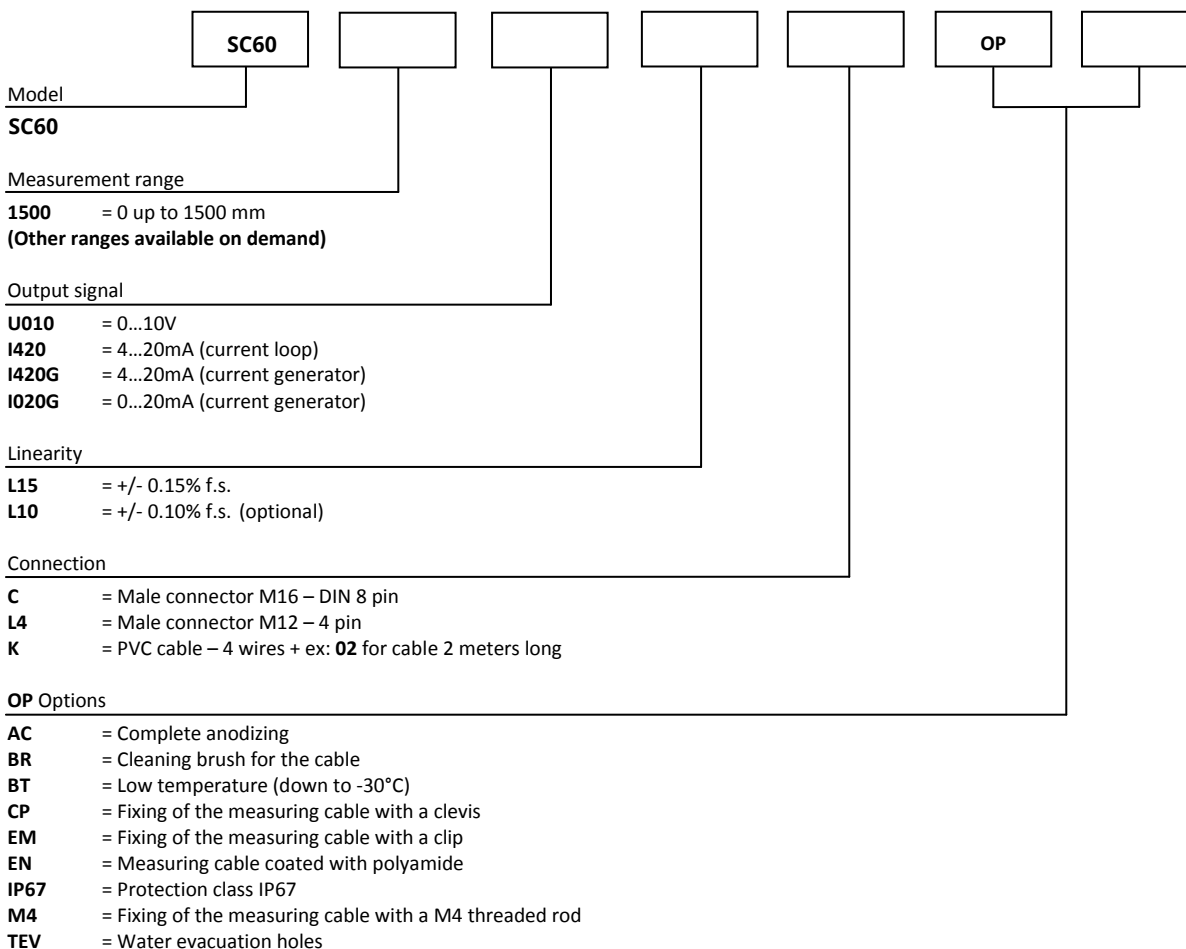 SC60 OP
Model
SC60
Measurement range
1500 = 0 up to 1500 mm
(Other ranges available on demand)
Output signal
U010 = 0…10V
I420 = 4…20mA (current loop)
I420G = 4…20mA (current generator)
I020G = 0…20mA (current generator)
Linearity
L15 = +/- 0.15% f.s.
L10 = +/- 0.10% f.s. (optional)
Connection
C = Male connector M16 – DIN 8 pin
L4 = Male connector M12 – 4 pin
K = PVC cable – 4 wires + ex: 02 for cable 2 meters long
OP Options
AC = Complete anodizing
BR = Cleaning brush for the cable
BT = Low temperature (down to -30°C)
CP = Fixing of the measuring cable with a clevis
EM = Fixing of the measuring cable with a clip
EN = Measuring cable coated with polyamide
IP67 = Protection class IP67
M4 = Fixing of the measuring cable with a M4 threaded rod
TEV = Water evacuation holes